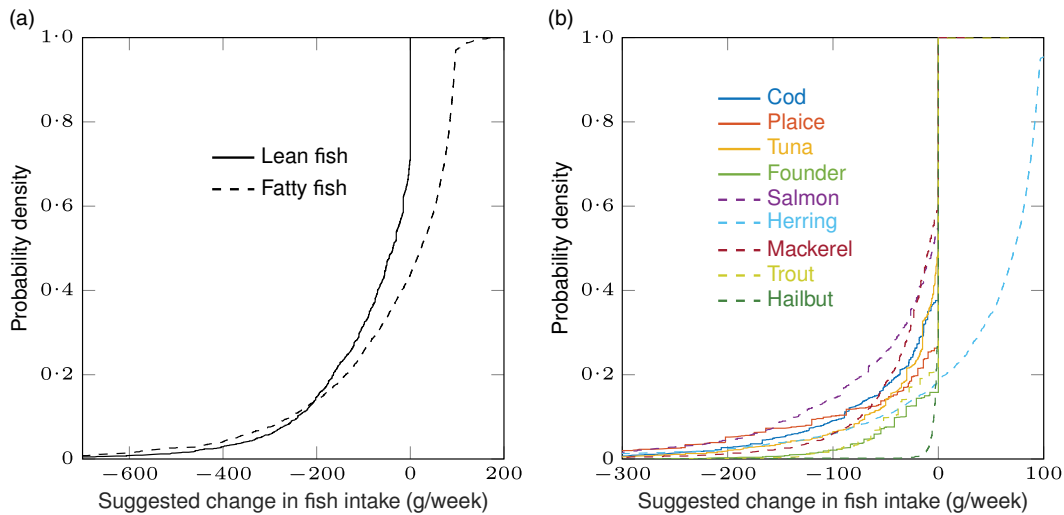 (a)
1·0
0·8
0·6
0·4
0·2
0
Probability density
Lean fish
Fatty fish
−600 −400 −200 0 200
Suggested change in fish intake (g/week)
(b)
1·0
0·8
0·6
0·4
0·2
0
Probability density
Cod
Plaice
Tuna
Founder
Salmon
Herring
Mackerel
Trout
Hailbut
−300 −200 −100 0 100
Suggested change in fish intake (g/week)